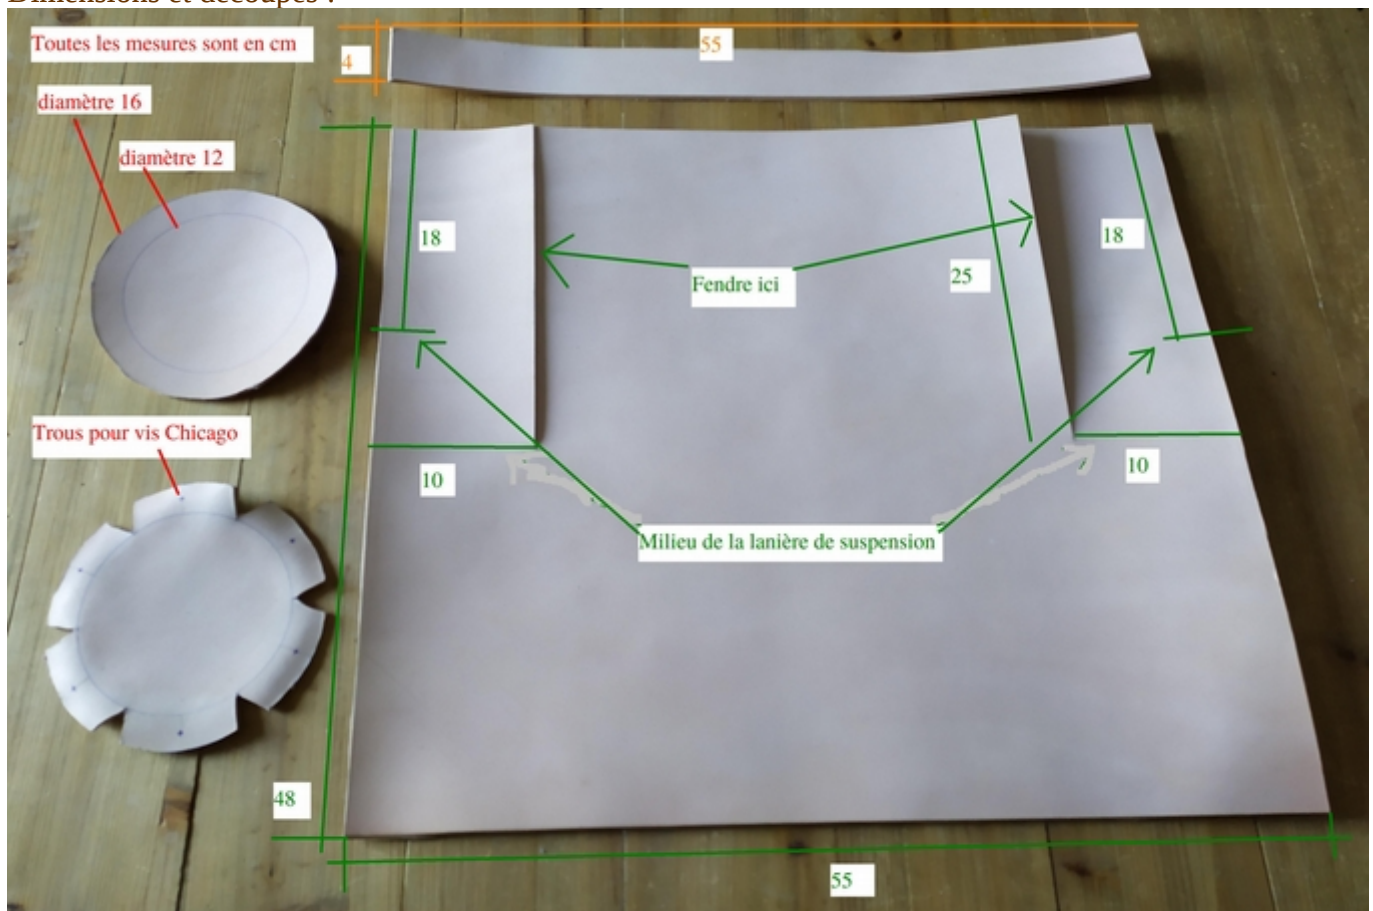 Dimensions et découpes :
Toutes les mesures sont en cm
55
4
diamètre 16
diamètre 12
18
18
Fendre ici
25
Trous pour vis Chicago
10
10
Milieu de la lanière de suspension
48
55